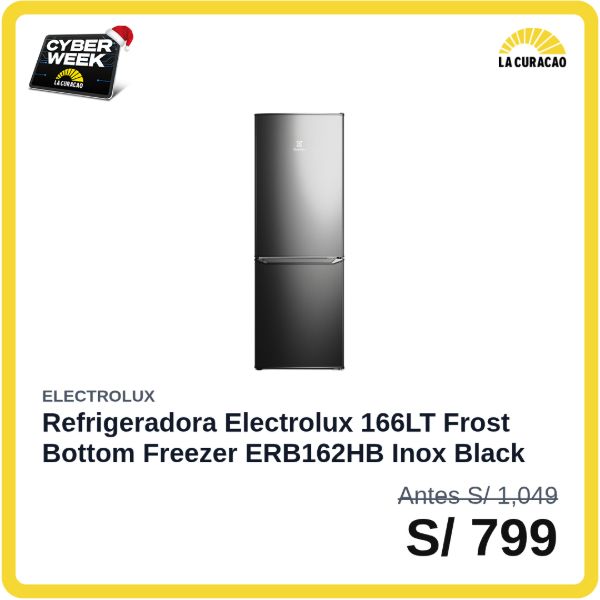 CYBER
WEEK
LA CURACAO
LA CURACAO
Electrolux
ELECTROLUX
Refrigeradora Electrolux 166LT Frost
Bottom Freezer ERB162HB Inox Black
Antes S/ 1,049
S/ 799